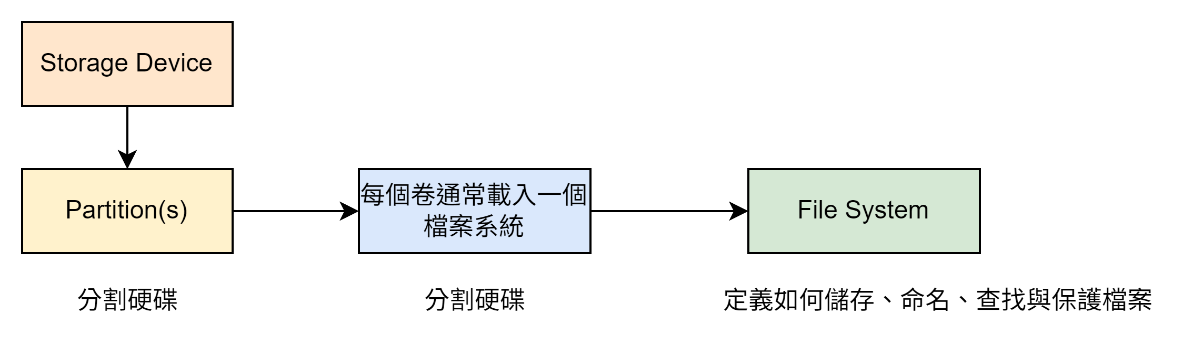 Storage Device
Partition(s)
每個卷通常載入一個
檔案系統
File System
分割硬碟
分割硬碟
定義如何儲存、命名、查找與保護檔案